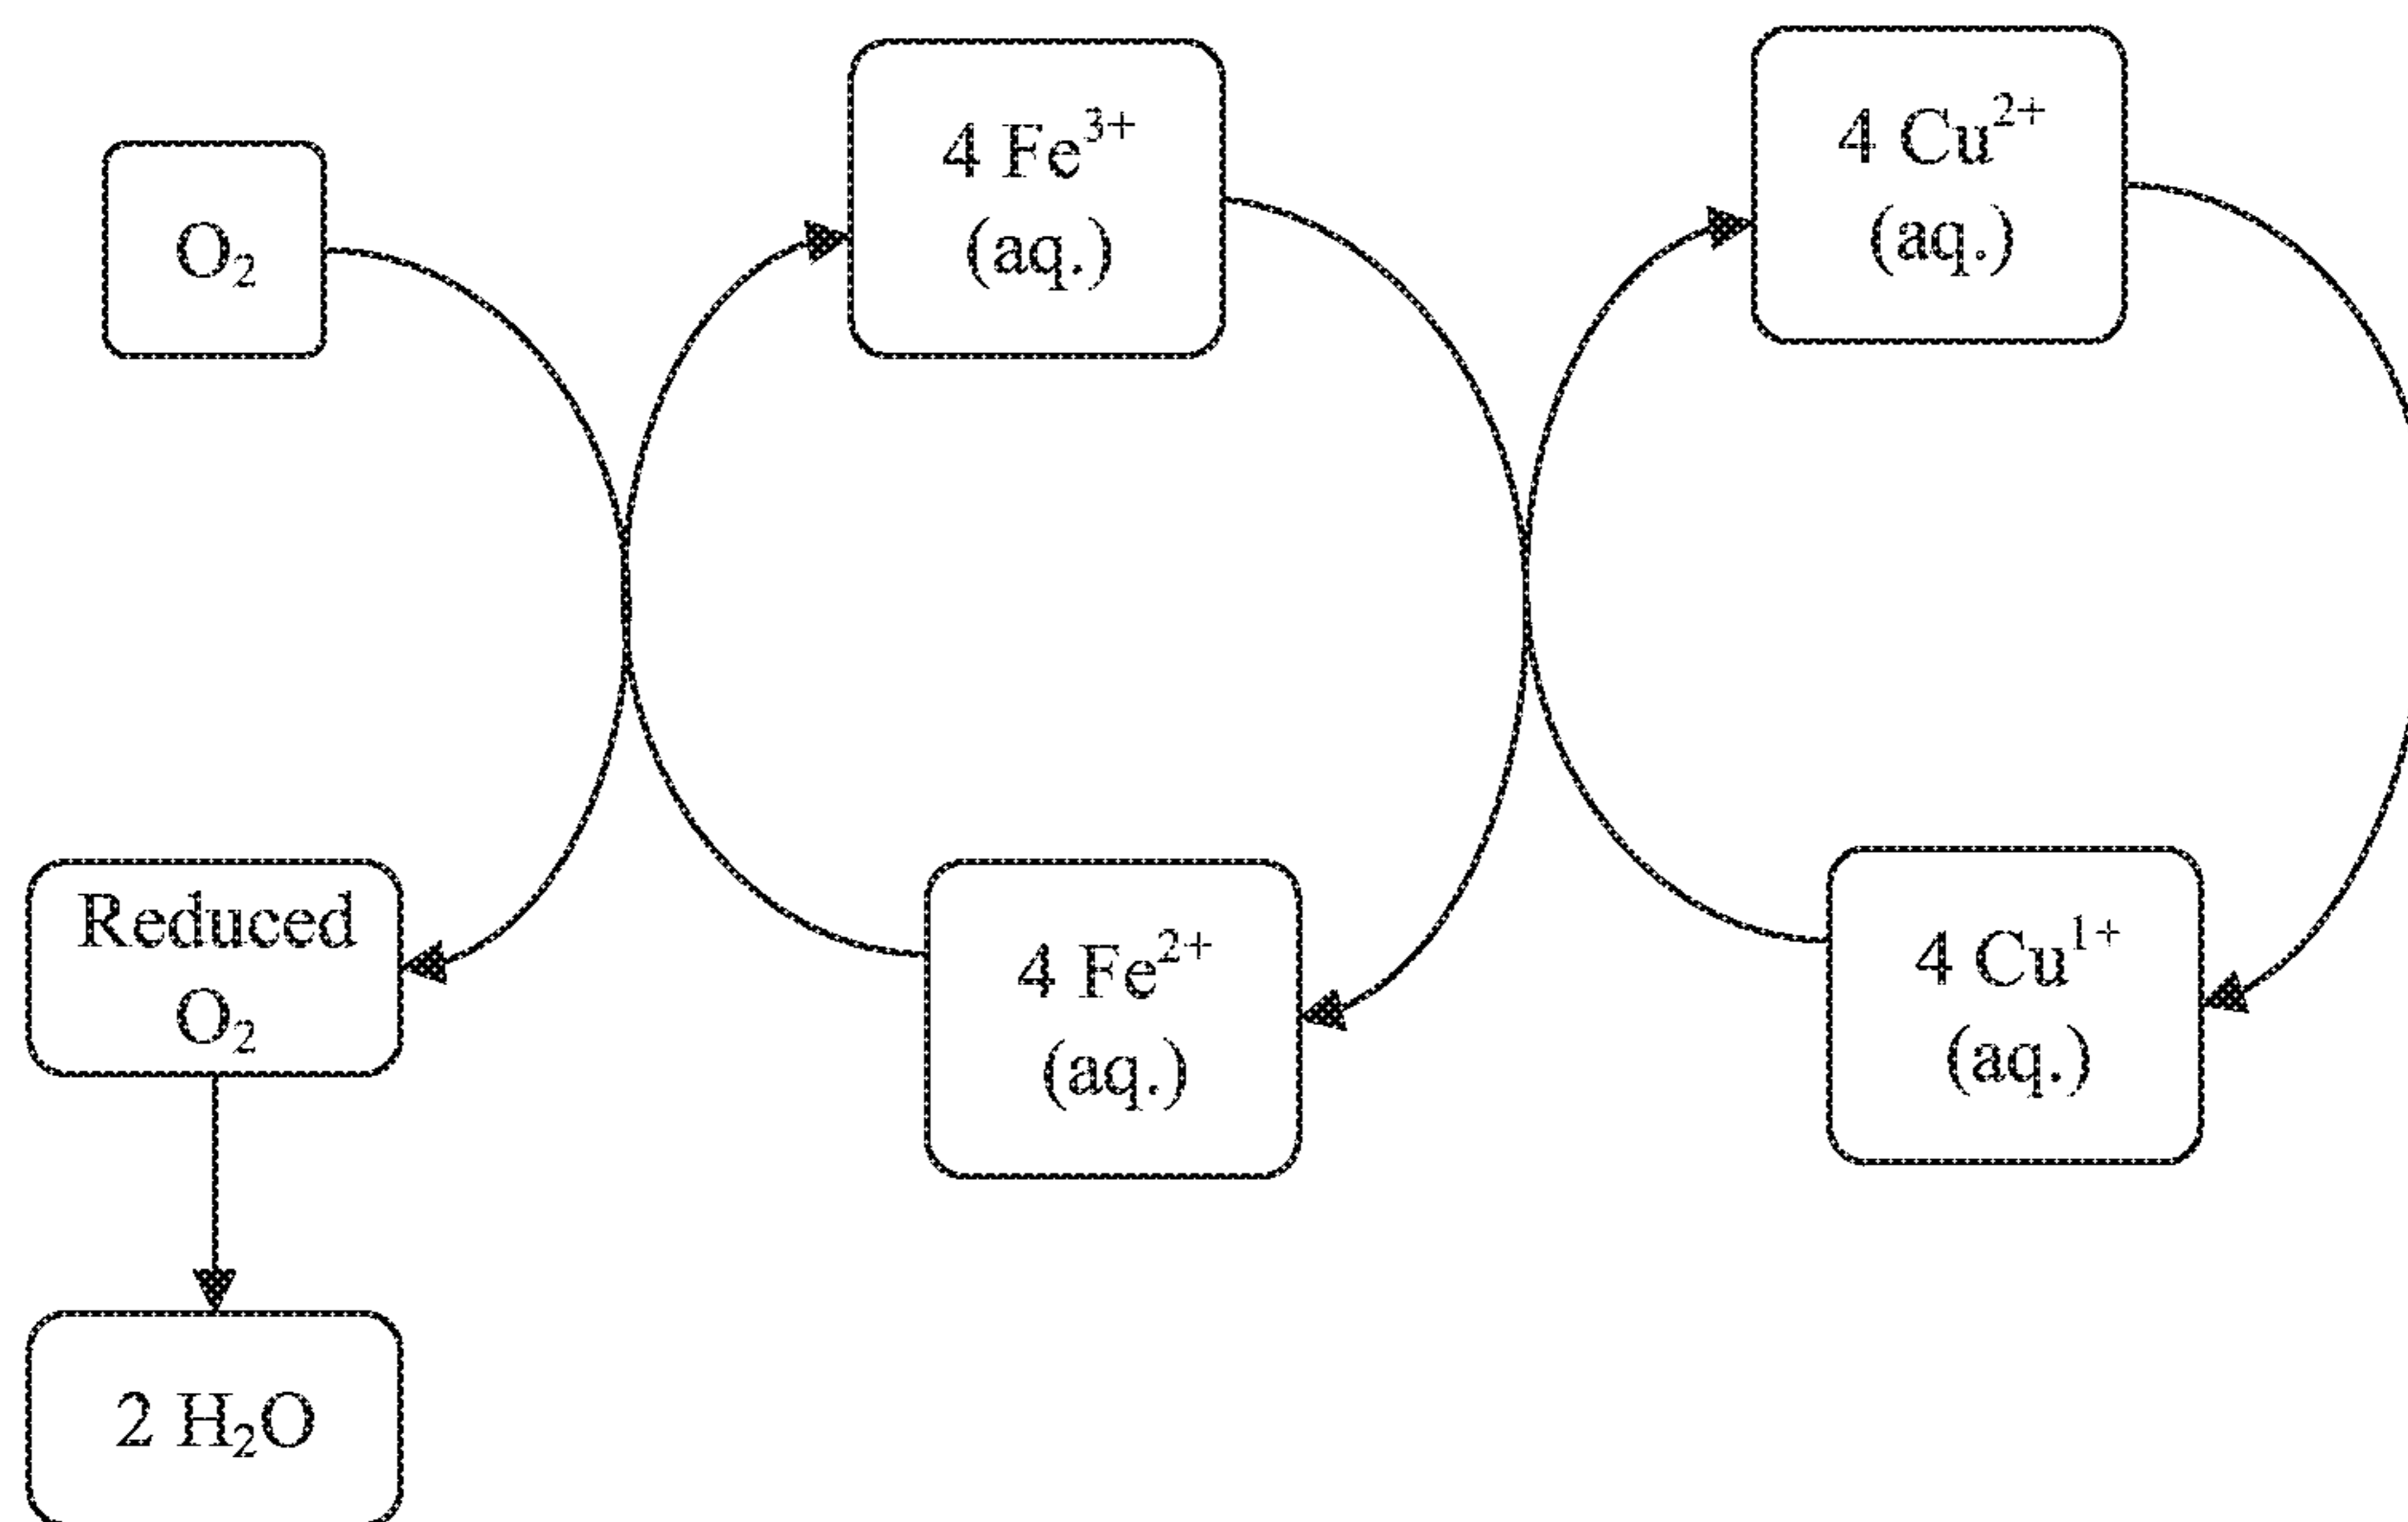 O₂
4 Fe³⁺
(aq.)
4 Cu²⁺
(aq.)
Reduced
O₂
4 Fe²⁺
(aq.)
4 Cu¹⁺
(aq.)
2 H₂O